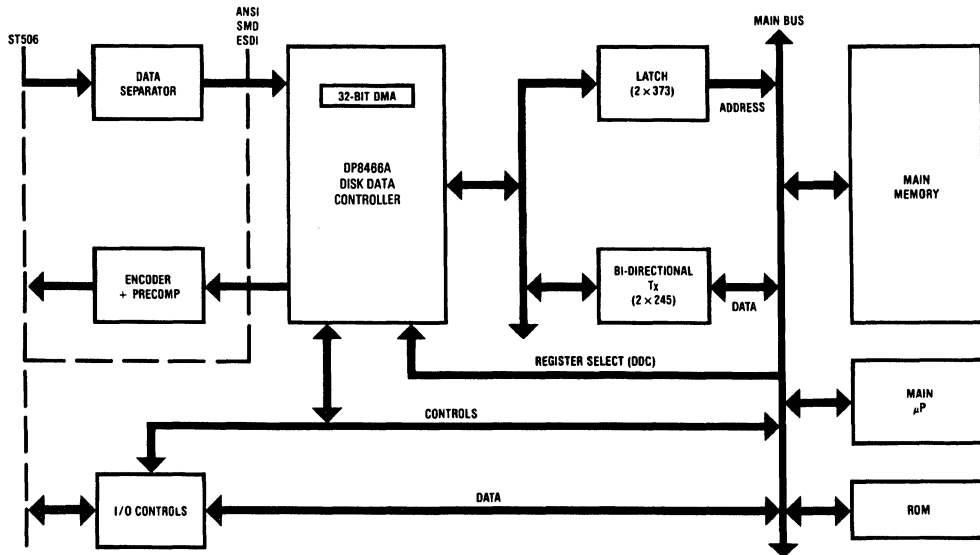 ST506
ANSI
SMD
ESDI
MAIN BUS
DATA
SEPARATOR
32-BIT DMA
DP8466A
DISK DATA
CONTROLLER
LATCH
(2 × 373)
ADDRESS
MAIN
MEMORY
ENCODER
+ PRECOMP
BI-DIRECTIONAL
Tx
(2 × 245)
DATA
REGISTER SELECT (DDC)
CONTROLS
MAIN
μP
I/O CONTROLS
DATA
ROM